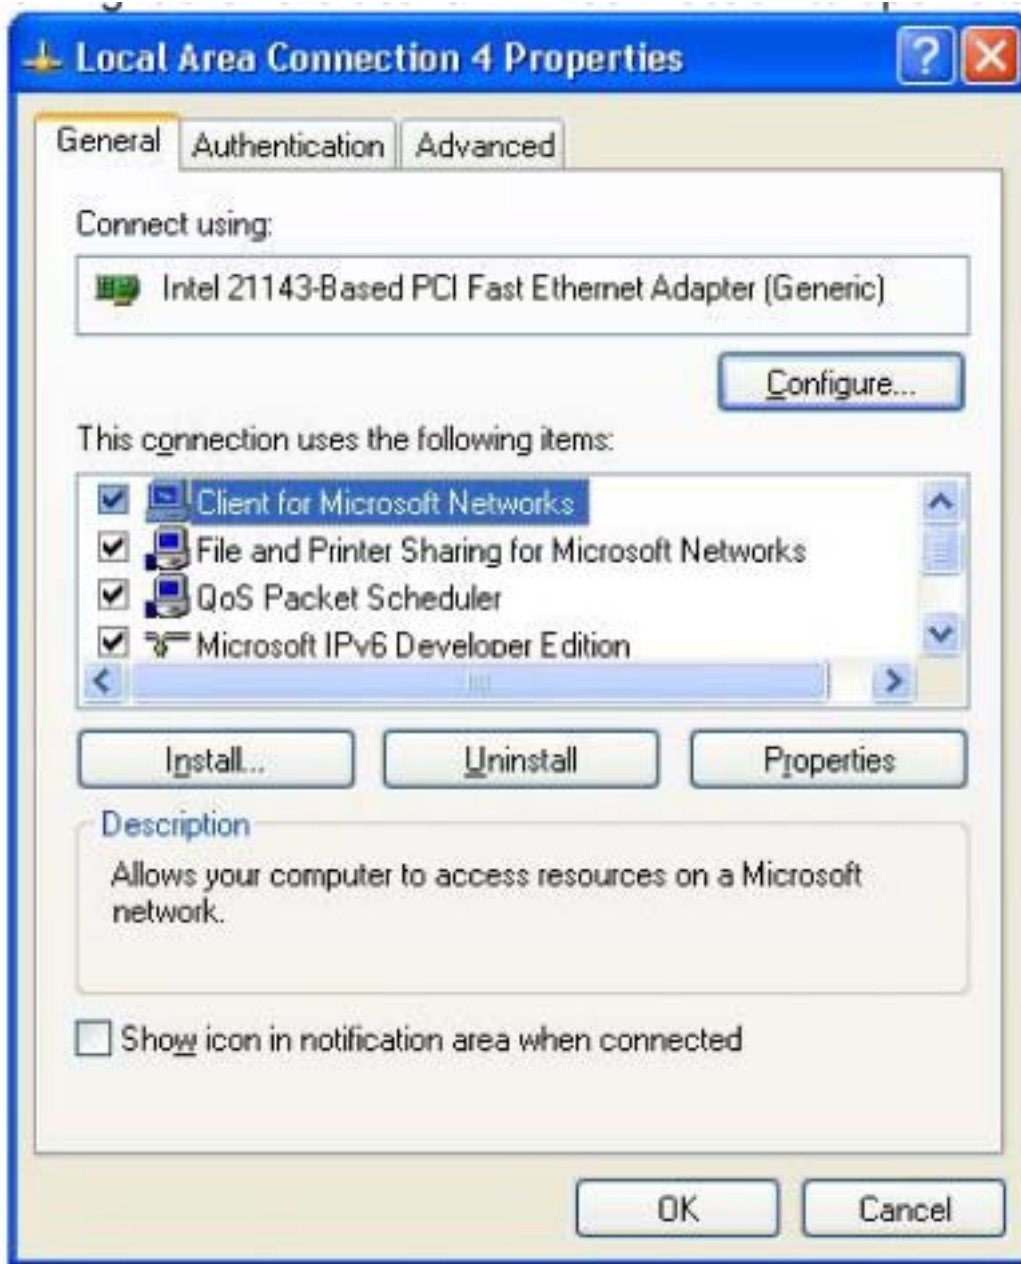 Local Area Connection 4 Properties
General
Authentication
Advanced
Connect using:
Intel 21143-Based PCI Fast Ethernet Adapter (Generic)
Configure...
This connection uses the following items:
Client for Microsoft Networks
File and Printer Sharing for Microsoft Networks
QoS Packet Scheduler
Microsoft IPv6 Developer Edition
Install...
Uninstall
Properties
Description
Allows your computer to access resources on a Microsoft
network.
Show icon in notification area when connected
OK
Cancel